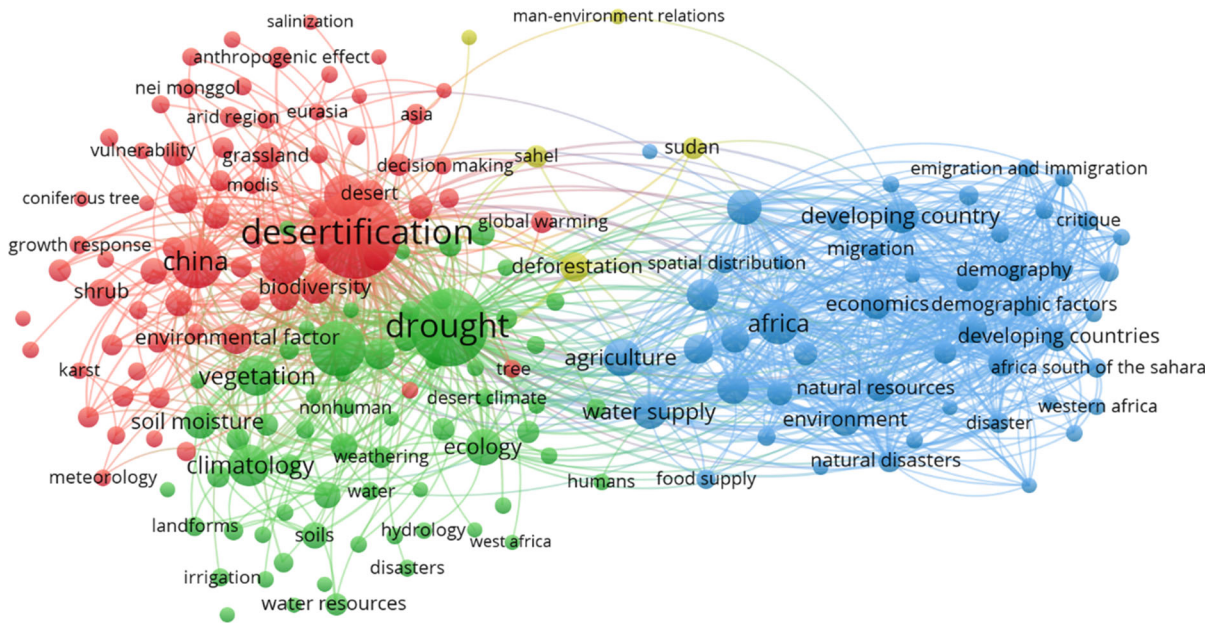 man-environment relations
salinization
anthropogenic effect
nei monggol
arid region
eurasia
asia
vulnerability
grassland
decision making
sahel
sudan
modis
desert
emigration and immigration
coniferous tree
desertification
global warming
developing country
critique
growth response
china
deforestation
spatial distribution
migration
demography
shrub
biodiversity
economics
demographic factors
drought
africa
environmental factor
developing countries
agriculture
karst
vegetation
tree
africa south of the sahara
natural resources
desert climate
nonhuman
western africa
soil moisture
water supply
environment
disaster
ecology
climatology
weathering
natural disasters
meteorology
food supply
humans
water
landforms
soils
hydrology
west africa
disasters
irrigation
water resources